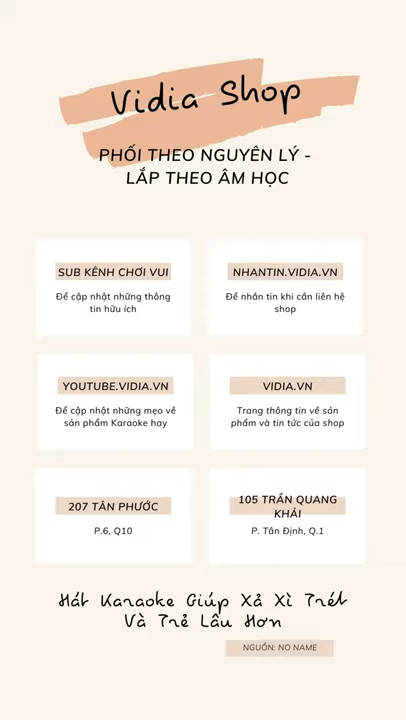 Vidia Shop
PHỐI THEO NGUYÊN LÝ -
LẮP THEO ÂM HỌC
SUB KÊNH CHƠI VUI
Để cập nhật những thông
tin hữu ích
NHANTIN.VIDIA.VN
Để nhắn tin khi cần liên hệ
shop
YOUTUBE.VIDIA.VN
Để cập nhật những mẹo về
sản phẩm Karaoke hay
VIDIA.VN
Trang thông tin về sản
phẩm và tin tức của shop
207 TÂN PHƯỚC
P.6, Q10
105 TRẦN QUANG
KHẢI
P. Tân Định, Q.1
Hát Karaoke Giúp Xả Xì Trét
Và Trẻ Lâu Hơn
NGUỒN: NO NAME